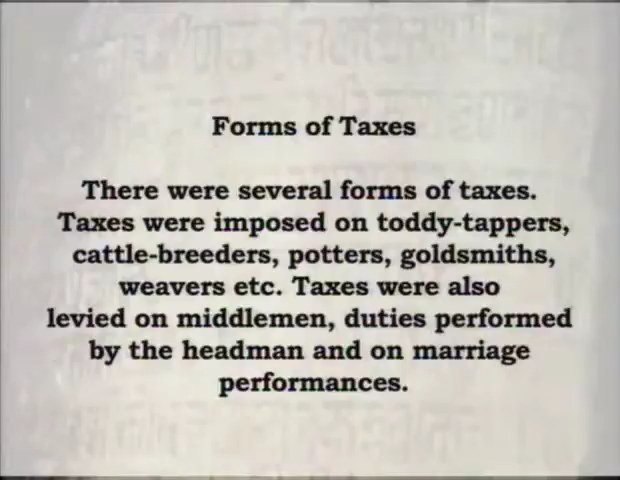 Forms of Taxes
There were several forms of taxes.
Taxes were imposed on toddy-tappers,
cattle-breeders, potters, goldsmiths,
weavers etc. Taxes were also
levied on middlemen, duties performed
by the headman and on marriage
performances.